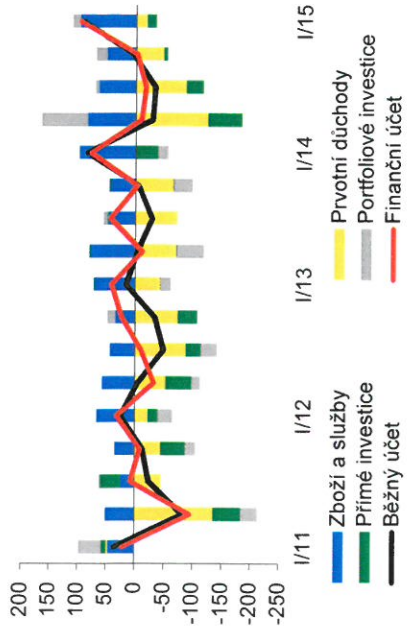 200
150
100
50
0
-50
-100
-150
-200
-250
I/11
I/12
I/13
I/14
I/15
Zboží a služby
Prvotní důchody
Přímé investice
Portfoliové investice
Běžný účet
Finanční účet